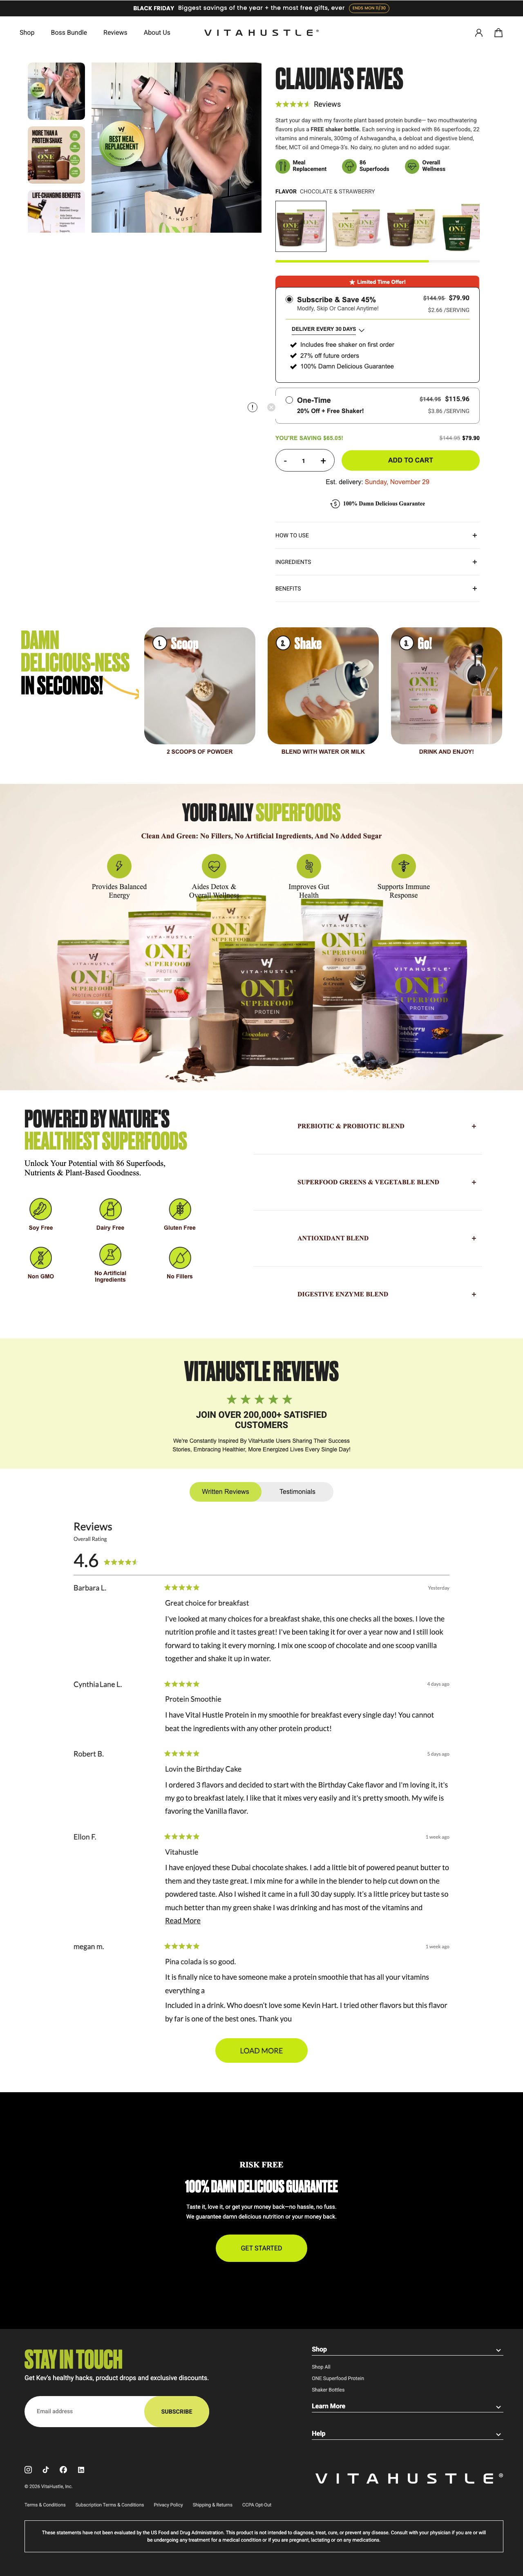 BLACK FRIDAY Biggest savings of the year + the most free gifts, ever ENDS MON 11/30
Shop Boss Bundle Reviews About Us
VITAHUSTLE®
BEST MEAL REPLACEMENT
MORE THAN A PROTEIN SHAKE
LIFE-CHANGING BENEFITS
CLAUDIA'S FAVES
Reviews
Start your day with my favorite plant based protein bundle— two mouthwatering
flavors plus a FREE shaker bottle. Each serving is packed with 86 superfoods, 22
vitamins and minerals, 300mg of Ashwagandha, a debloat and digestive blend,
fiber, MCT oil and Omega-3's. Dairy, no gluten and no added sugar.
Meal Replacement
86 Superfoods
Overall Wellness
FLAVOR CHOCOLATE & STRAWBERRY
Limited Time Offer!
Subscribe & Save 45% $144.95 $79.90
Modify, Skip Or Cancel Anytime! $2.66 /SERVING
DELIVER EVERY 30 DAYS
Includes free shaker on first order
27% off future orders
100% Damn Delicious Guarantee
One-Time $144.95 $115.96
20% Off + Free Shaker! $3.86 /SERVING
YOU'RE SAVING $65.05! $144.95 $79.90
- 1 + ADD TO CART
Est. delivery: Sunday, November 29
100% Damn Delicious Guarantee
HOW TO USE +
INGREDIENTS +
BENEFITS +
DAMN
DELICIOUS-NESS
IN SECONDS!
1. Scoop
2 SCOOPS OF POWDER
2. Shake
BLEND WITH WATER OR MILK
Go!
DRINK AND ENJOY!
YOUR DAILY SUPERFOODS
Clean And Green: No Fillers, No Artificial Ingredients, And No Added Sugar
Provides Balanced Energy
Aides Detox & Overall Wellness
Improves Gut Health
Supports Immune Response
VITAHUSTLE
ONE
SUPERFOOD
PROTEIN
Strawberry
Chocolate
POWERED BY NATURE'S
HEALTHIEST SUPERFOODS
Unlock Your Potential with 86 Superfoods,
Nutrients & Plant-Based Goodness.
Soy Free
Dairy Free
Gluten Free
Non GMO
No Artificial Ingredients
No Fillers
PREBIOTIC & PROBIOTIC BLEND +
SUPERFOOD GREENS & VEGETABLE BLEND +
ANTIOXIDANT BLEND +
DIGESTIVE ENZYME BLEND +
VITAHUSTLE REVIEWS
JOIN OVER 200,000+ SATISFIED
CUSTOMERS
We're Constantly Inspired By VitaHustle Users Sharing Their Success
Stories, Embracing Healthier, More Energized Lives Every Single Day!
Written Reviews Testimonials
Reviews
Overall Rating
4.6
Barbara L. Yesterday
Great choice for breakfast
I've looked at many choices for a breakfast shake, this one checks all the boxes. I love the
nutrition profile and it tastes great! I've been taking it for over a year now and I still look
forward to taking it every morning. I mix one scoop of chocolate and one scoop vanilla
together and shake it up in water.
Cynthia Lane L. 4 days ago
Protein Smoothie
I have Vital Hustle Protein in my smoothie for breakfast every single day! You cannot
beat the ingredients with any other protein product!
Robert B. 5 days ago
Lovin the Birthday Cake
I ordered 3 flavors and decided to start with the Birthday Cake flavor and I'm loving it, it's
my go to breakfast lately. I like that it mixes very easily and it's pretty smooth. My wife is
favoring the Vanilla flavor.
Ellon F. 1 week ago
Vitahustle
I have enjoyed these Dubai chocolate shakes. I add a little bit of powered peanut butter to
them and they taste great. I mix mine for a while in the blender to help cut down on the
powdered taste. Also I wished it came in a full 30 day supply. It's a little pricey but taste so
much better than my green shake I was drinking and has most of the vitamins and
Read More
megan m. 1 week ago
Pina colada is so good.
It is finally nice to have someone make a protein smoothie that has all your vitamins
everything a
Included in a drink. Who doesn't love some Kevin Hart. I tried other flavors but this flavor
by far is one of the best ones. Thank you
LOAD MORE
RISK FREE
100% DAMN DELICIOUS GUARANTEE
Taste it, love it, or get your money back—no hassle, no fuss.
We guarantee damn delicious nutrition or your money back.
GET STARTED
STAY IN TOUCH
Get Kev's healthy hacks, product drops and exclusive discounts.
Email address SUBSCRIBE
Shop
Shop All
ONE Superfood Protein
Shaker Bottles
Learn More
Help
VITAHUSTLE®
© 2026 VitaHustle, Inc.
Terms & Conditions Subscription Terms & Conditions Privacy Policy Shipping & Returns CCPA Opt-Out
These statements have not been evaluated by the US Food and Drug Administration. This product is not intended to diagnose, treat, cure, or prevent any disease. Consult with your physician if you are or will
be undergoing any treatment for a medical condition or if you are pregnant, lactating or on any medications.